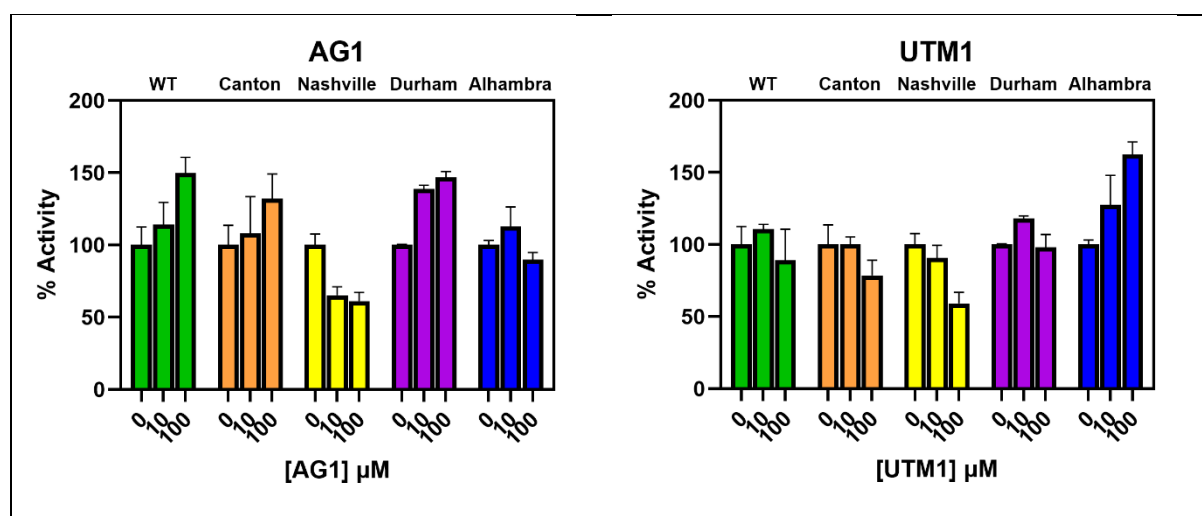 AG1
WT Canton Nashville Durham Alhambra
200
150
100
50
0
% Activity
0 10 100 0 10 100 0 10 100 0 10 100 0 10 100
[AG1] µM
UTM1
WT Canton Nashville Durham Alhambra
200
150
100
50
0
% Activity
0 10 100 0 10 100 0 10 100 0 10 100 0 10 100
[UTM1] µM